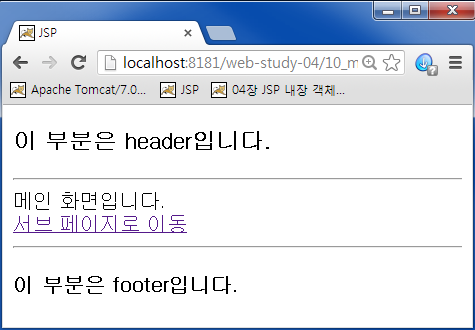 JSP
localhost:8181/web-study-04/10_m
Apache Tomcat/7.0... JSP 04장 JSP 내장 객체...
이 부분은 header입니다.
메인 화면입니다.
서브 페이지로 이동
이 부분은 footer입니다.